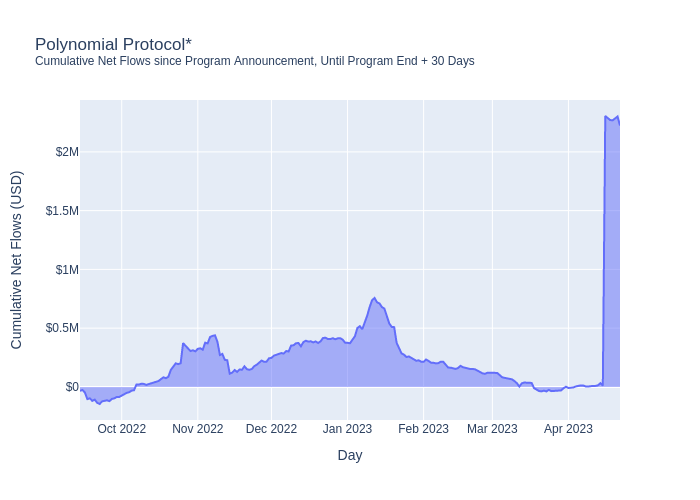 Polynomial Protocol*
Cumulative Net Flows since Program Announcement, Until Program End + 30 Days
Cumulative Net Flows (USD)
$2M
$1.5M
$1M
$0.5M
$0
Oct 2022
Nov 2022
Dec 2022
Jan 2023
Feb 2023
Mar 2023
Apr 2023
Day